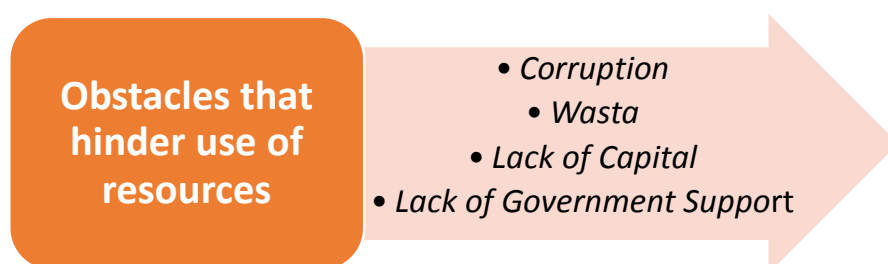 Obstacles that
hinder use of
resources
• Corruption
• Wasta
• Lack of Capital
• Lack of Government Support